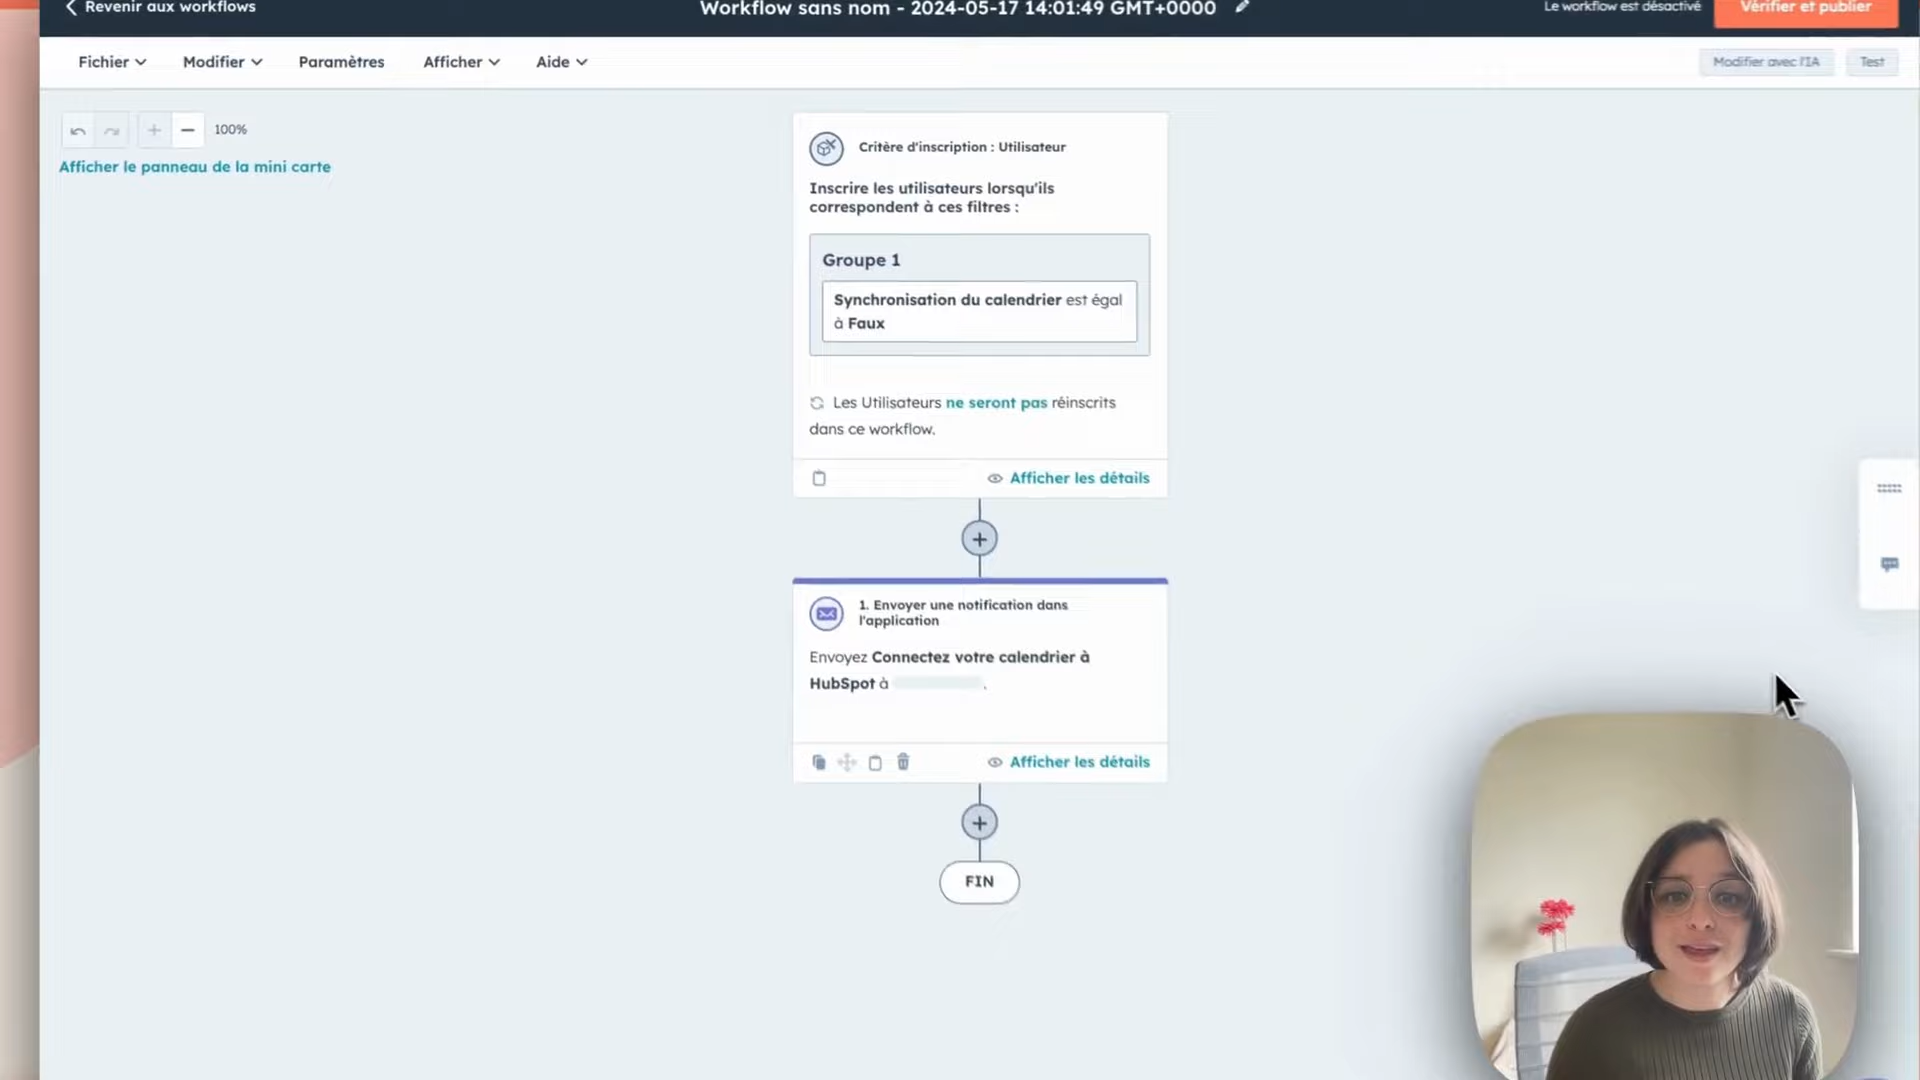 Revenir aux workflows
Workflow sans nom - 2024-05-17 14:01:49 GMT+0000
Le workflow est désactivé
Vérifier et publier
Fichier
Modifier
Paramètres
Afficher
Aide
Modifier avec l'IA
Test
100%
Afficher le panneau de la mini carte
Critère d'inscription : Utilisateur
Inscrire les utilisateurs lorsqu'ils
correspondent à ces filtres :
Groupe 1
Synchronisation du calendrier est égal
à Faux
Les Utilisateurs ne seront pas réinscrits
dans ce workflow.
Afficher les détails
1. Envoyer une notification dans
l'application
Envoyez Connectez votre calendrier à
HubSpot à .
Afficher les détails
FIN